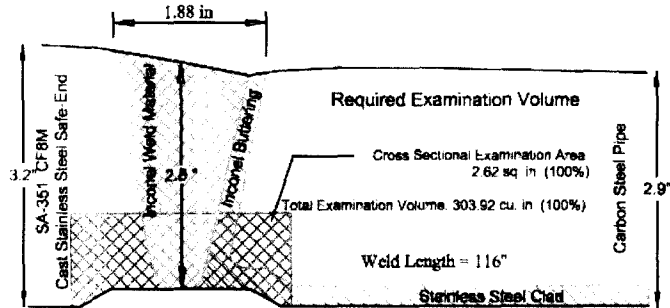 1.88 in
3.2"
SA-351 CF8M
Cast Stainless Steel Safe-End
Inconel Weld Material
Inconel Buttering
Required Examination Volume
Cross Sectional Examination Area
2.62 sq in (100%)
Total Examination Volume. 303.92 cu. in (100%)
Weld Length = 116"
Stainless Steel Clad
Carbon Steel Pipe
2.9"